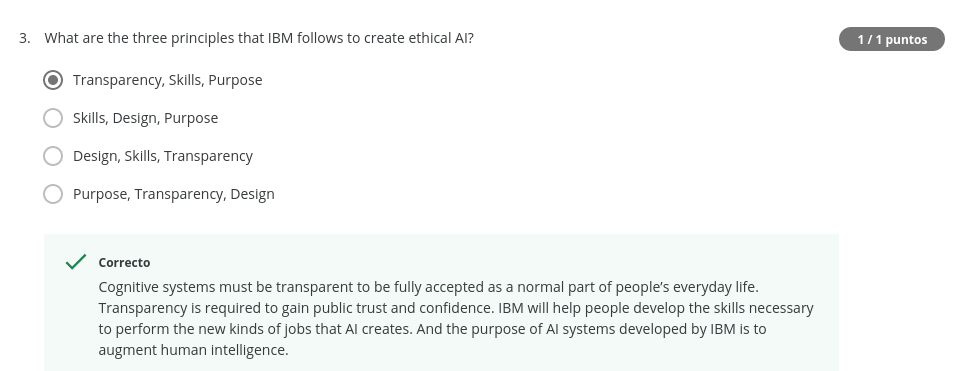 3. What are the three principles that IBM follows to create ethical AI?
1 / 1 puntos
Transparency, Skills, Purpose
Skills, Design, Purpose
Design, Skills, Transparency
Purpose, Transparency, Design
Correcto
Cognitive systems must be transparent to be fully accepted as a normal part of people’s everyday life.
Transparency is required to gain public trust and confidence. IBM will help people develop the skills necessary
to perform the new kinds of jobs that AI creates. And the purpose of AI systems developed by IBM is to
augment human intelligence.